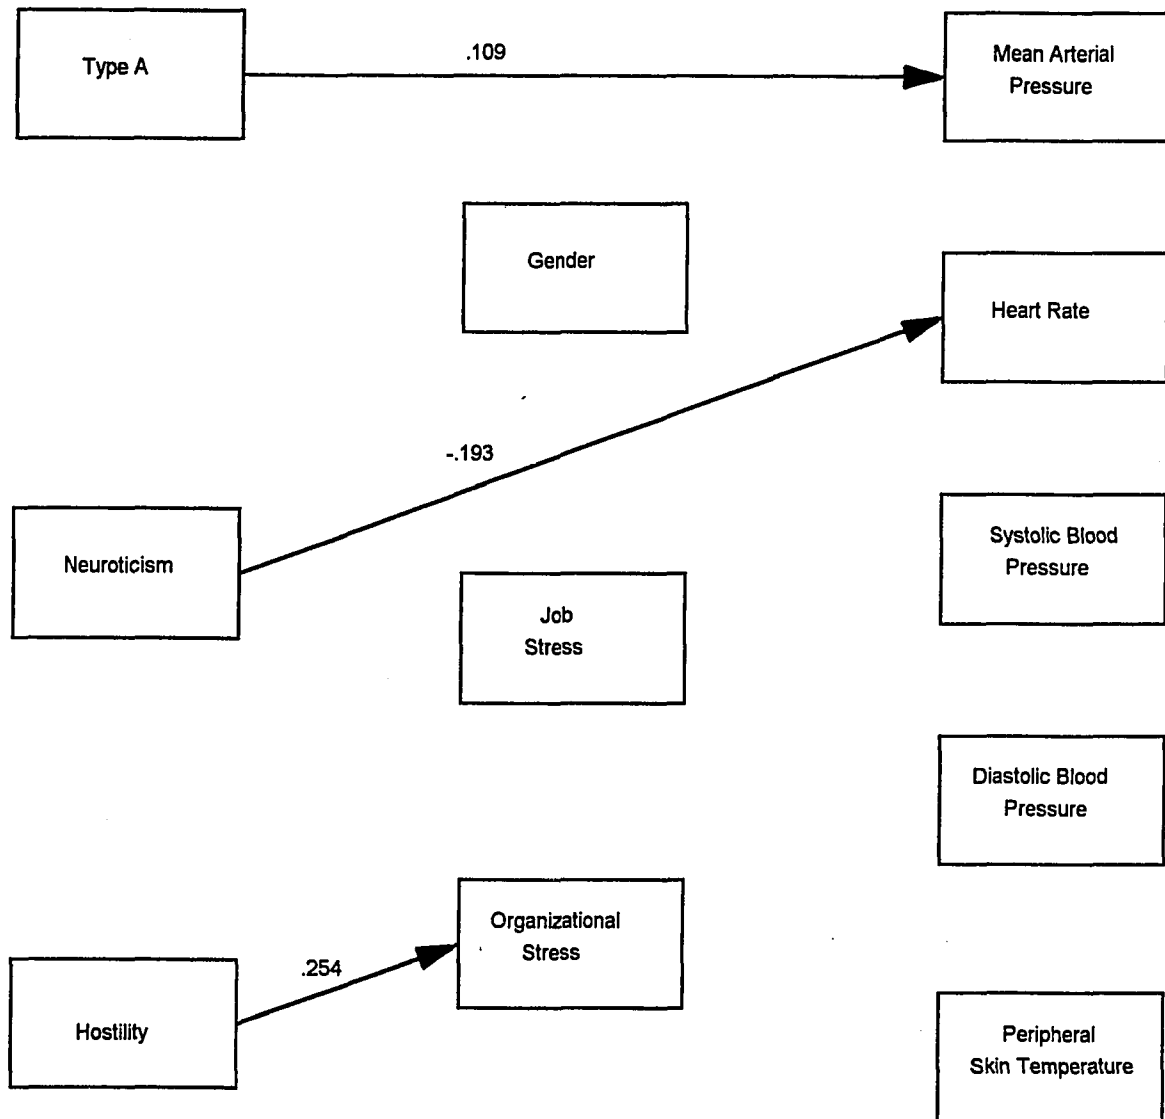 Type A
.109
Mean Arterial
Pressure
Gender
Heart Rate
-.193
Neuroticism
Systolic Blood
Pressure
Job
Stress
Diastolic Blood
Pressure
Organizational
Stress
.254
Hostility
Peripheral
Skin Temperature